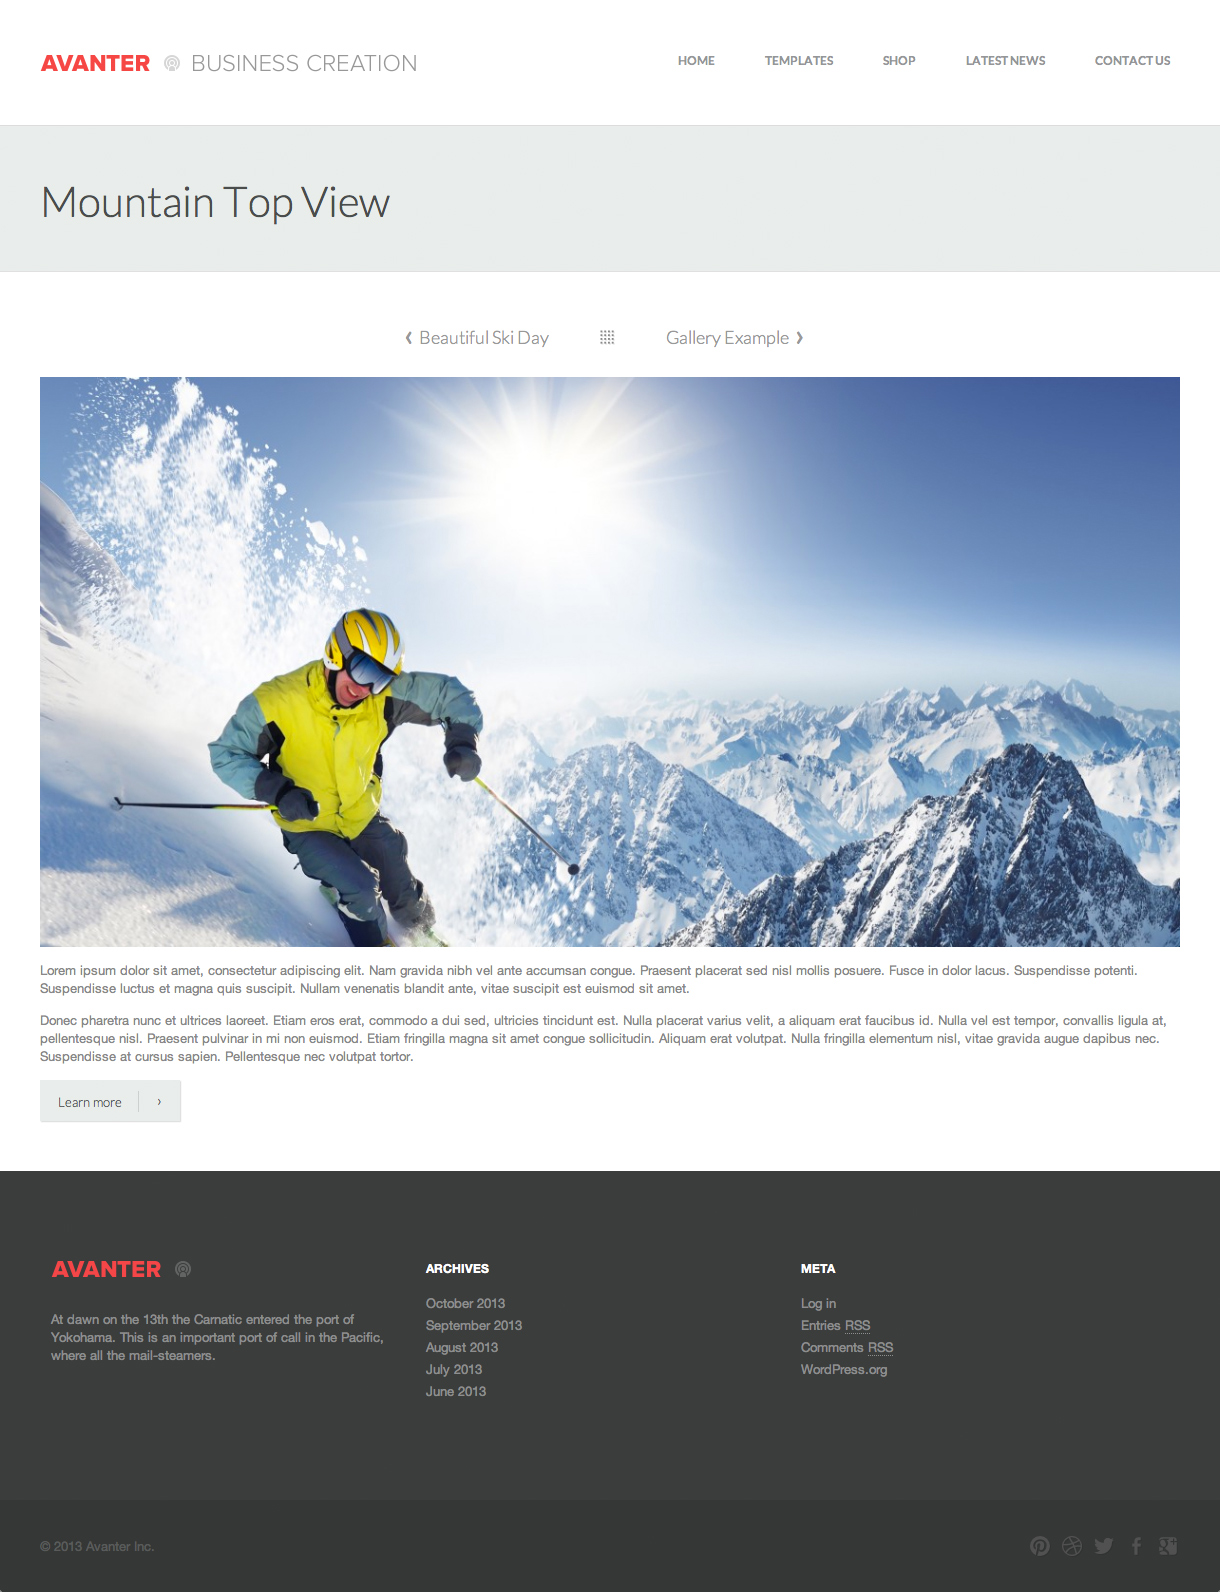 AVANTER BUSINESS CREATION
HOME TEMPLATES SHOP LATEST NEWS CONTACT US
Mountain Top View
‹ Beautiful Ski Day Gallery Example ›
Lorem ipsum dolor sit amet, consectetur adipiscing elit. Nam gravida nibh vel ante accumsan congue. Praesent placerat sed nisl mollis posuere. Fusce in dolor lacus. Suspendisse potenti.
Suspendisse luctus et magna quis suscipit. Nullam venenatis blandit ante, vitae suscipit est euismod sit amet.
Donec pharetra nunc et ultrices laoreet. Etiam eros erat, commodo a dui sed, ultricies tincidunt est. Nulla placerat varius velit, a aliquam erat faucibus id. Nulla vel est tempor, convallis ligula at,
pellentesque nisl. Praesent pulvinar in mi non euismod. Etiam fringilla magna sit amet congue sollicitudin. Aliquam erat volutpat. Nulla fringilla elementum nisl, vitae gravida augue dapibus nec.
Suspendisse at cursus sapien. Pellentesque nec volutpat tortor.
Learn more ›
AVANTER
At dawn on the 13th the Carnatic entered the port of
Yokohama. This is an important port of call in the Pacific,
where all the mail-steamers.
ARCHIVES
October 2013
September 2013
August 2013
July 2013
June 2013
META
Log in
Entries RSS
Comments RSS
WordPress.org
© 2013 Avanter Inc.